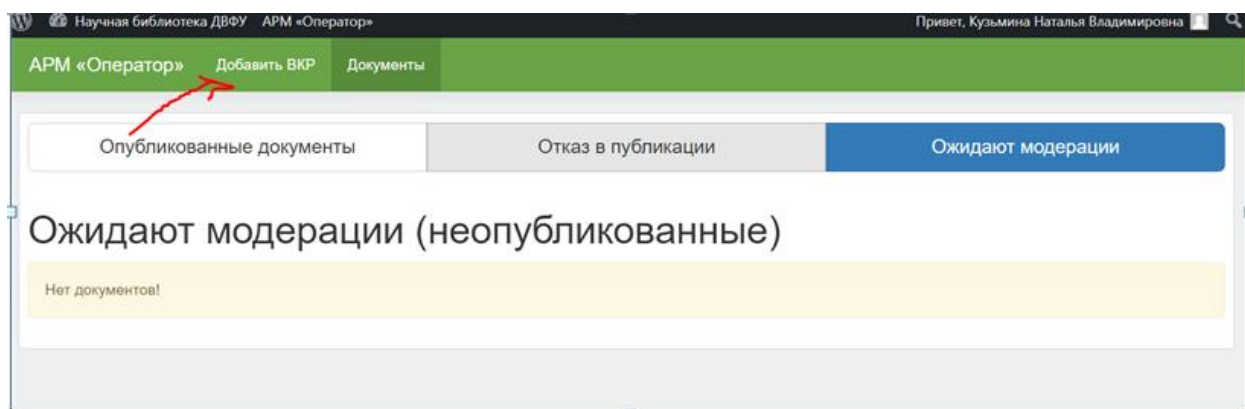 Научная библиотека ДВФУ АРМ «Оператор» Привет, Кузьмина Наталья Владимировна
АРМ «Оператор» Добавить ВКР Документы
Опубликованные документы Отказ в публикации Ожидают модерации
Ожидают модерации (неопубликованные)
Нет документов!